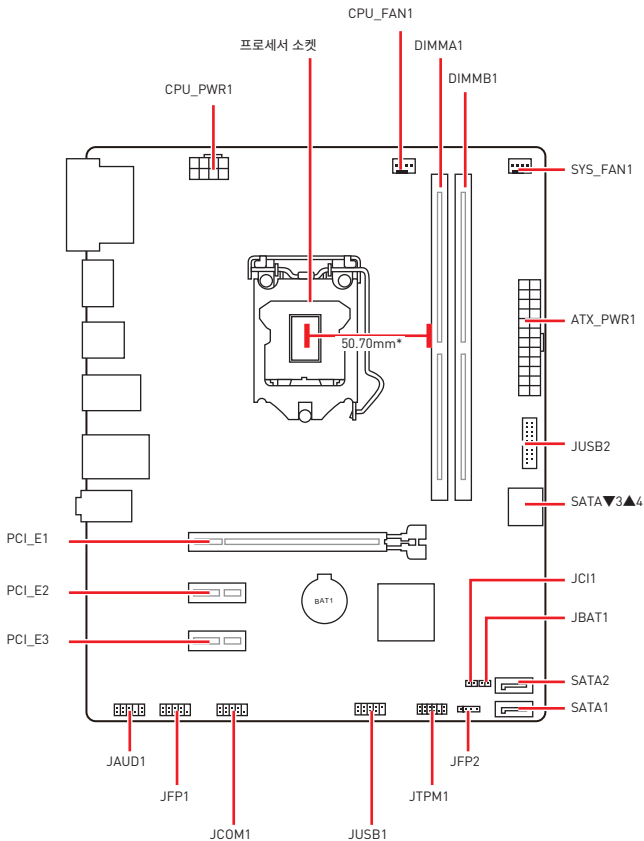 CPU_FAN1
프로세서 소켓
DIMMA1
DIMMB1
CPU_PWR1
SYS_FAN1
ATX_PWR1
50.70mm*
JUSB2
SATA▼3▲4
PCI_E1
PCI_E2
JCI1
BAT1
JBAT1
PCI_E3
SATA2
SATA1
JAUD1
JFP2
JFP1
JTPM1
JCOM1
JUSB1